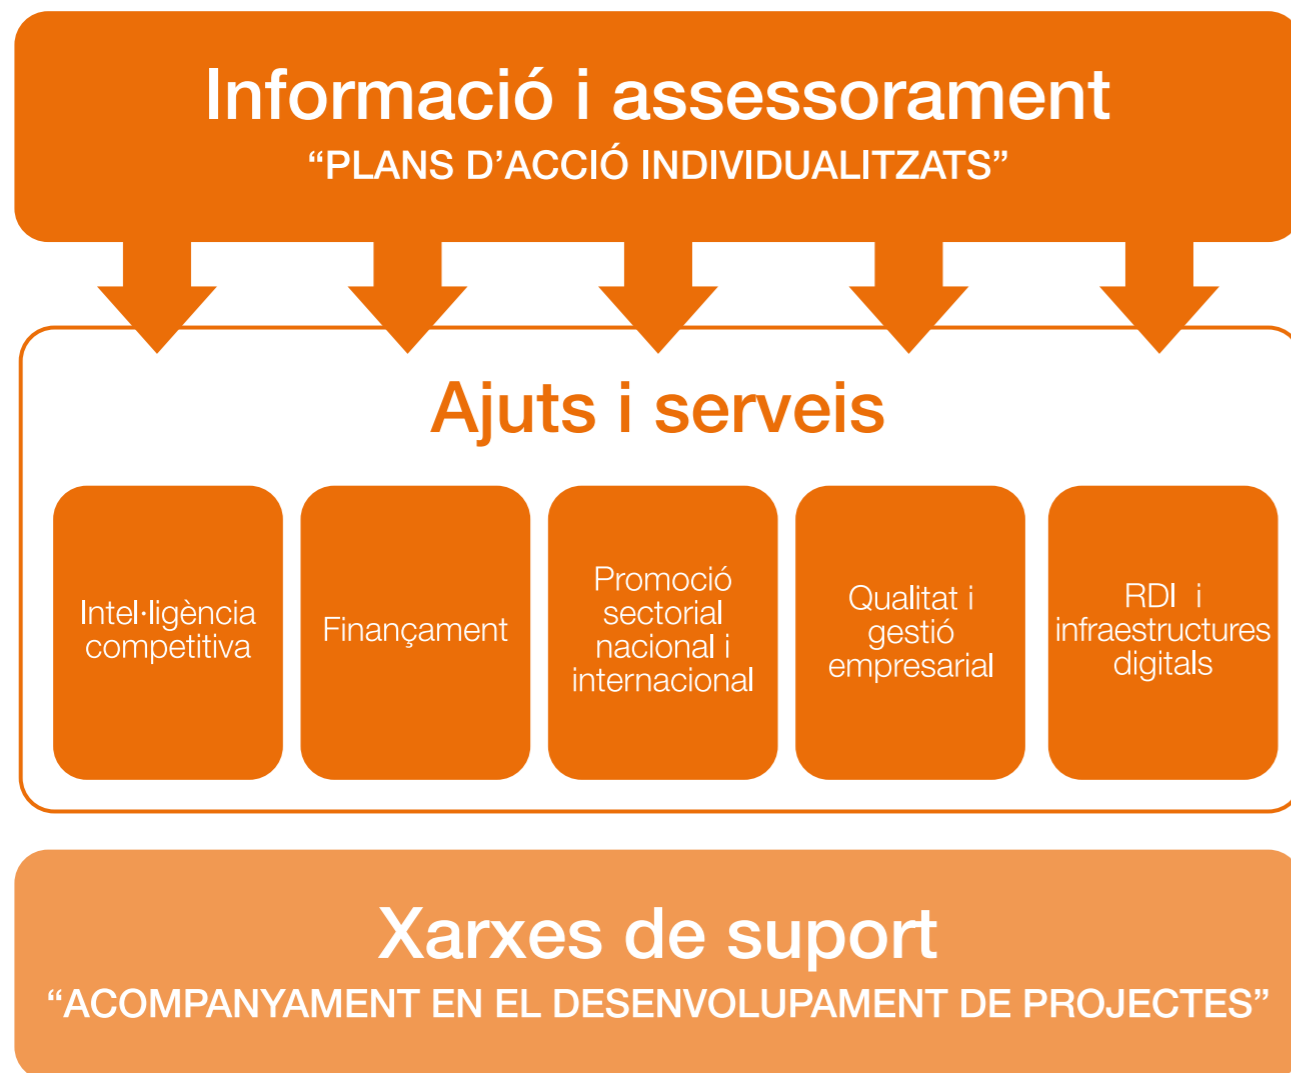 Informació i assessorament
“PLANS D’ACCIÓ INDIVIDUALITZATS”
Ajuts i serveis
Intel·ligència
competitiva
Finançament
Promoció
sectorial
nacional i
internacional
Qualitat i
gestió
empresarial
RDI i
infraestructures
digitals
Xarxes de suport
“ACOMPANYAMENT EN EL DESENVOLUPAMENT DE PROJECTES”